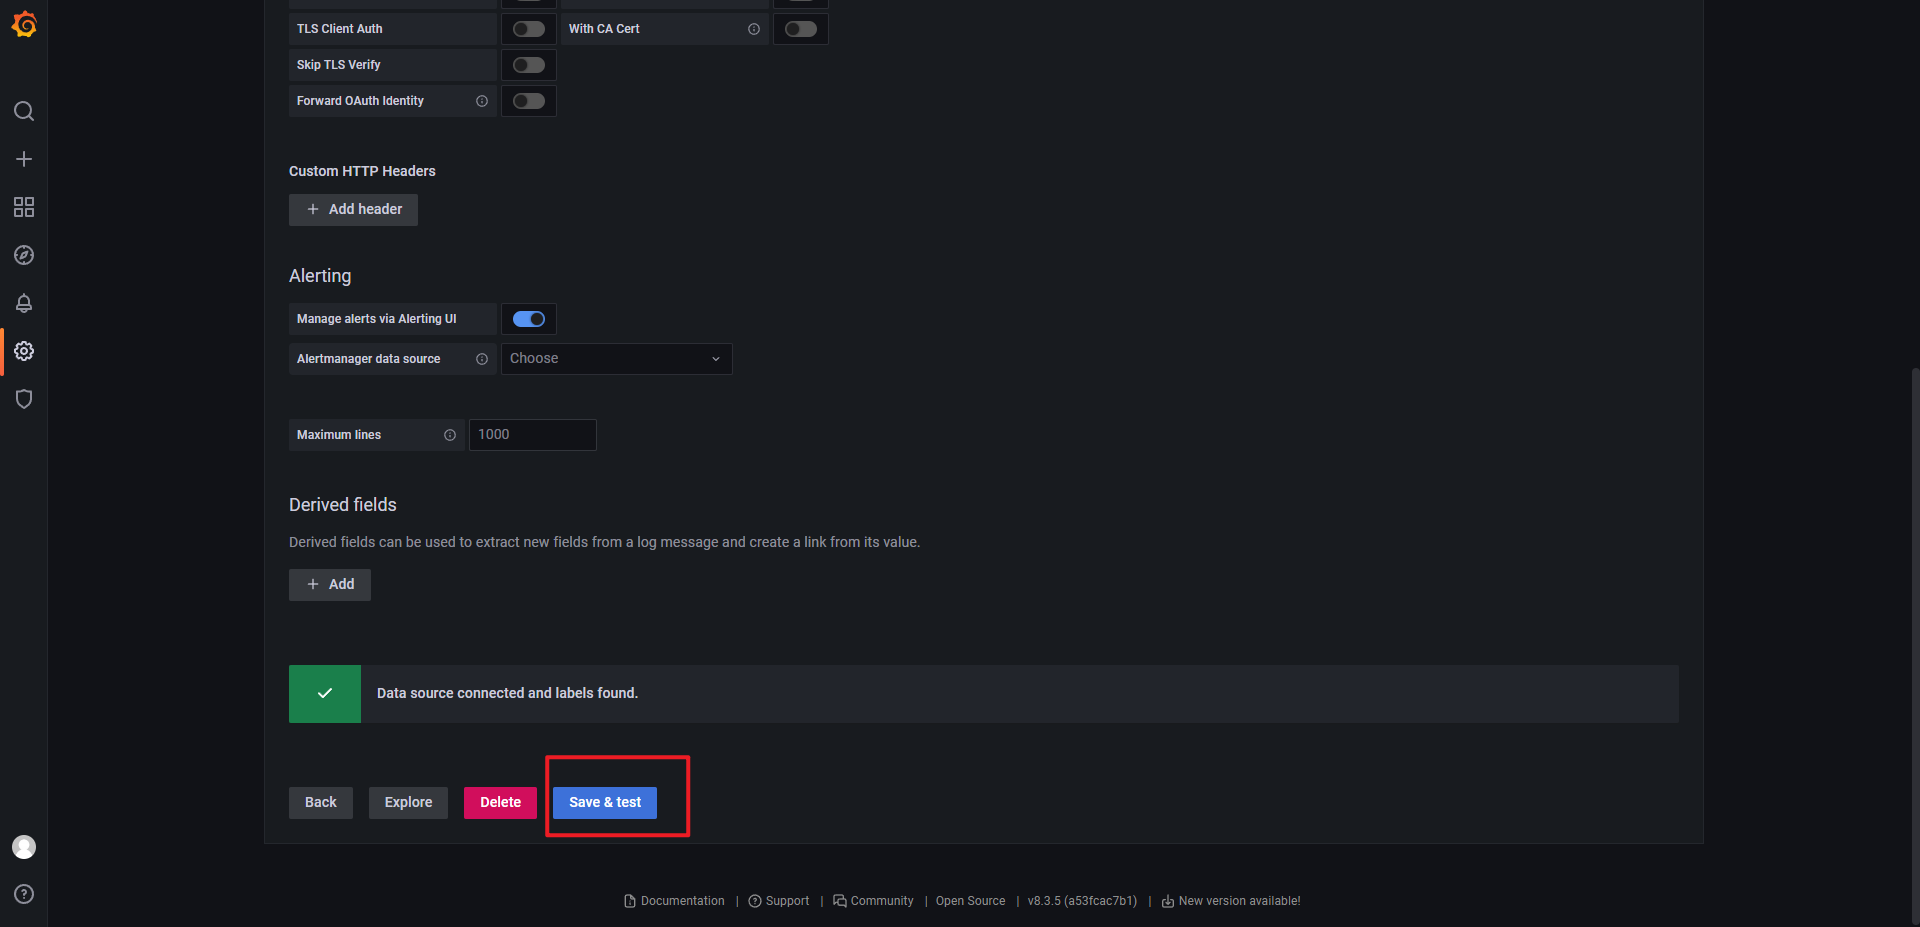 TLS Client Auth With CA Cert
Skip TLS Verify
Forward OAuth Identity
Custom HTTP Headers
Add header
Alerting
Manage alerts via Alerting UI
Alertmanager data source Choose
Maximum lines 1000
Derived fields
Derived fields can be used to extract new fields from a log message and create a link from its value.
Add
Data source connected and labels found.
Back Explore Delete Save & test
Documentation | Support | Community | Open Source | v8.3.5 (a53fcac7b1) | New version available!